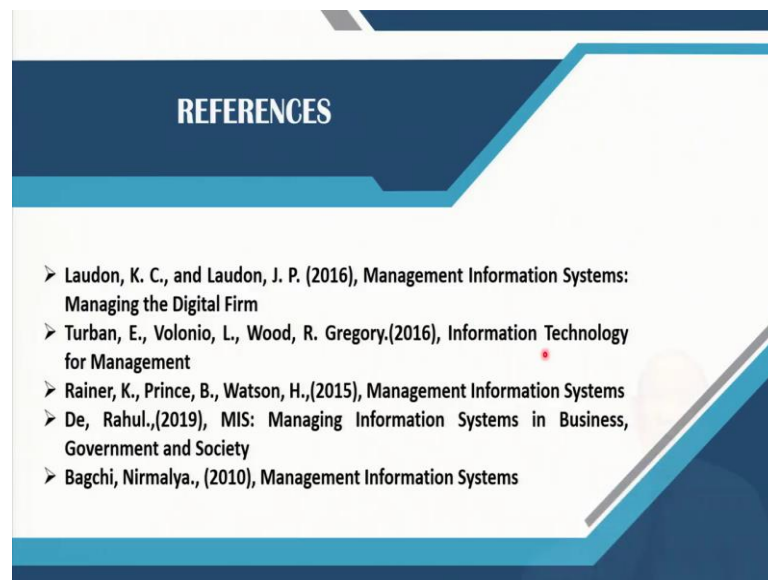 REFERENCES
➢ Laudon, K. C., and Laudon, J. P. (2016), Management Information Systems:
Managing the Digital Firm
➢ Turban, E., Volonio, L., Wood, R. Gregory.(2016), Information Technology
for Management
➢ Rainer, K., Prince, B., Watson, H.,(2015), Management Information Systems
➢ De, Rahul.,(2019), MIS: Managing Information Systems in Business,
Government and Society
➢ Bagchi, Nirmalya., (2010), Management Information Systems